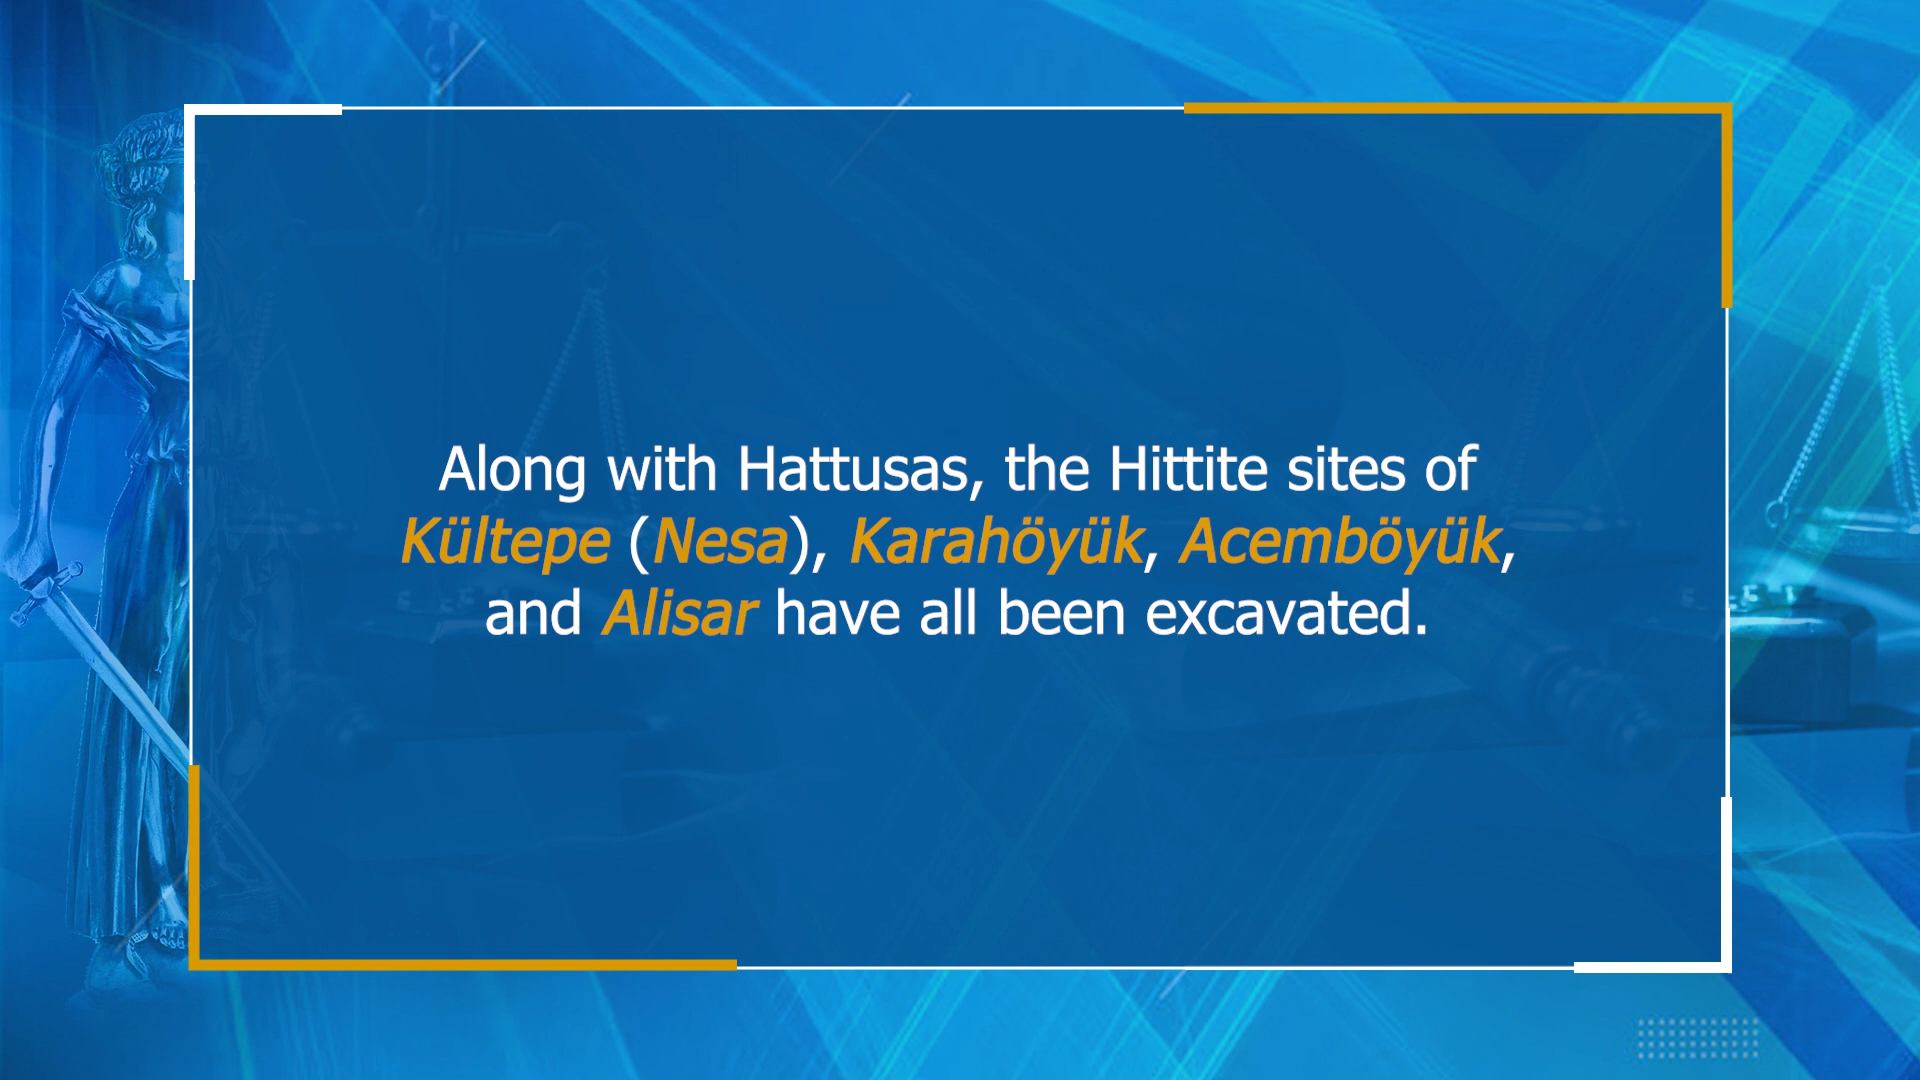 Along with Hattusas, the Hittite sites of
Kültepe (Nesa), Karahöyük, Acemböyük,
and Alisar have all been excavated.